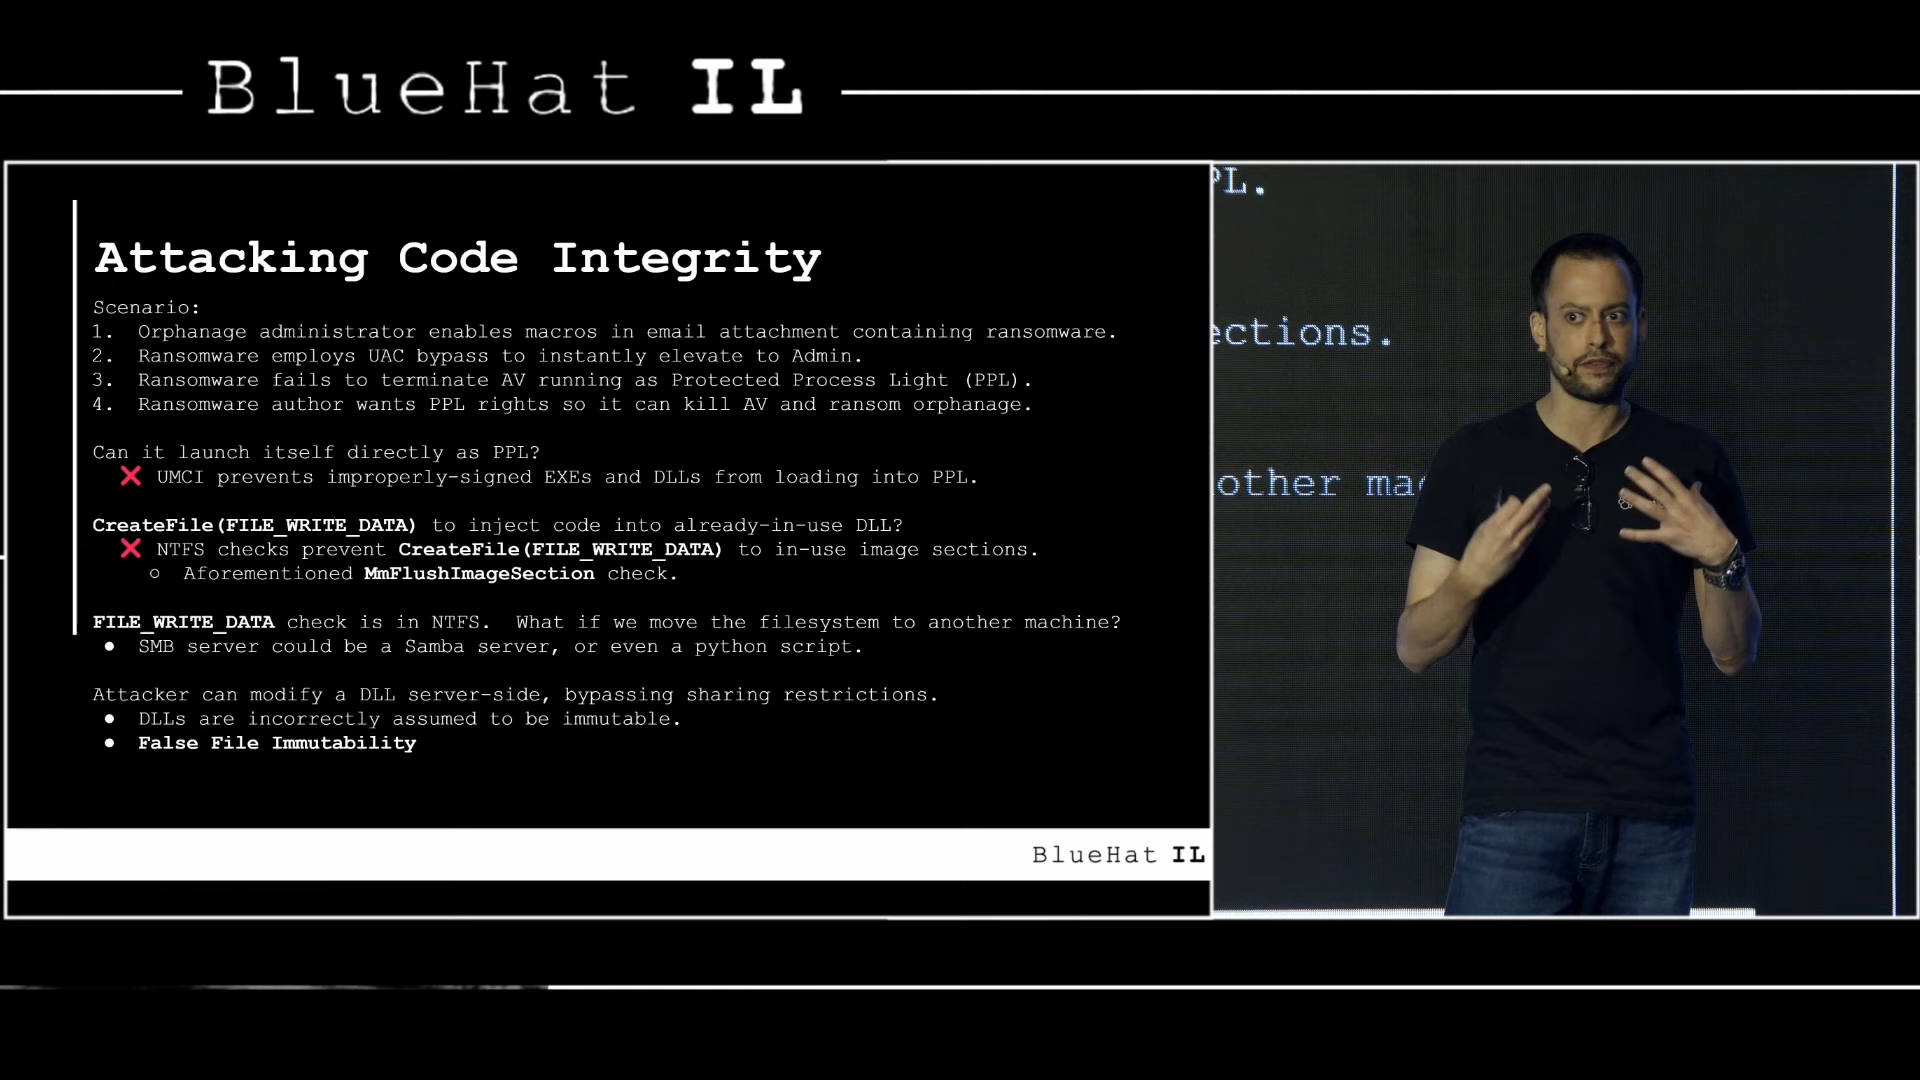 BlueHat IL
Attacking Code Integrity
Scenario:
1. Orphanage administrator enables macros in email attachment containing ransomware.
2. Ransomware employs UAC bypass to instantly elevate to Admin.
3. Ransomware fails to terminate AV running as Protected Process Light (PPL).
4. Ransomware author wants PPL rights so it can kill AV and ransom orphanage.
Can it launch itself directly as PPL?
❌ UMCI prevents improperly-signed EXEs and DLLs from loading into PPL.
CreateFile(FILE_WRITE_DATA) to inject code into already-in-use DLL?
❌ NTFS checks prevent CreateFile(FILE_WRITE_DATA) to in-use image sections.
○ Aforementioned MmFlushImageSection check.
FILE_WRITE_DATA check is in NTFS. What if we move the filesystem to another machine?
● SMB server could be a Samba server, or even a python script.
Attacker can modify a DLL server-side, bypassing sharing restrictions.
● DLLs are incorrectly assumed to be immutable.
● False File Immutability
BlueHat IL
PL.
ections.
other mac